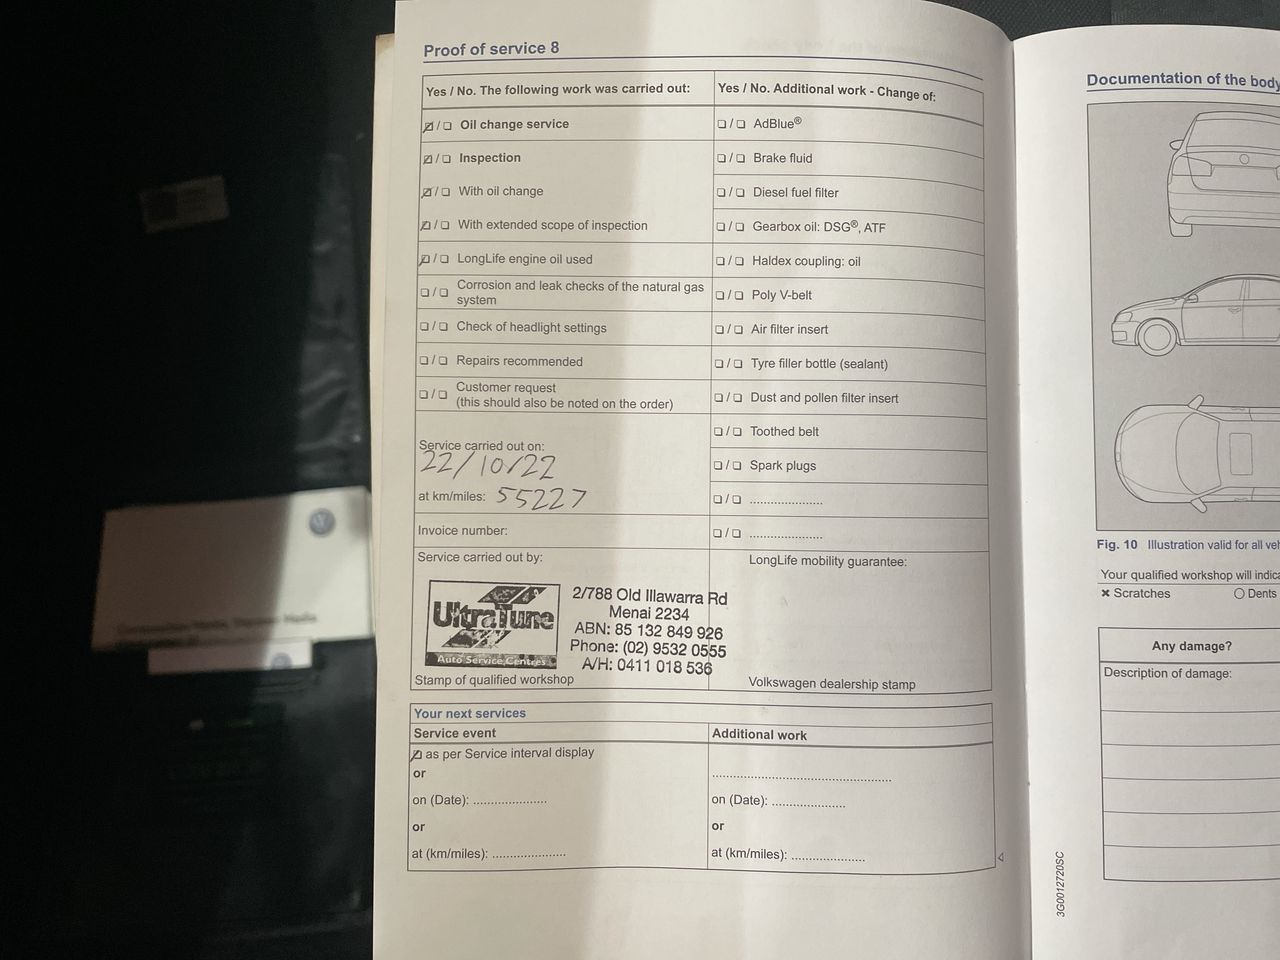 Proof of service 8
Yes / No. The following work was carried out:
☑ / ☐ Oil change service
☑ / ☐ Inspection
☑ / ☐ With oil change
☑ / ☐ With extended scope of inspection
☑ / ☐ LongLife engine oil used
☐ / ☐ Corrosion and leak checks of the natural gas
system
☐ / ☐ Check of headlight settings
☐ / ☐ Repairs recommended
☐ / ☐ Customer request
(this should also be noted on the order)
Service carried out on:
22/10/22
at km/miles: 55227
Invoice number:
Service carried out by:
UltraTune
Auto Service Centres
2/788 Old Illawarra Rd
Menai 2234
ABN: 85 132 849 926
Phone: (02) 9532 0555
A/H: 0411 018 536
Stamp of qualified workshop
Yes / No. Additional work - Change of:
☐ / ☐ AdBlue®
☐ / ☐ Brake fluid
☐ / ☐ Diesel fuel filter
☐ / ☐ Gearbox oil: DSG®, ATF
☐ / ☐ Haldex coupling: oil
☐ / ☐ Poly V-belt
☐ / ☐ Air filter insert
☐ / ☐ Tyre filler bottle (sealant)
☐ / ☐ Dust and pollen filter insert
☐ / ☐ Toothed belt
☐ / ☐ Spark plugs
☐ / ☐ .....................
☐ / ☐ .....................
LongLife mobility guarantee:
Volkswagen dealership stamp
Your next services
Service event
☑ as per Service interval display
or
on (Date): .....................
or
at (km/miles): .....................
Additional work
.....................
on (Date): .....................
or
at (km/miles): .....................
Documentation of the body
Fig. 10 Illustration valid for all
Your qualified workshop will
✖ Scratches
○ Dents
Any damage?
Description of damage:
3G0012720SC